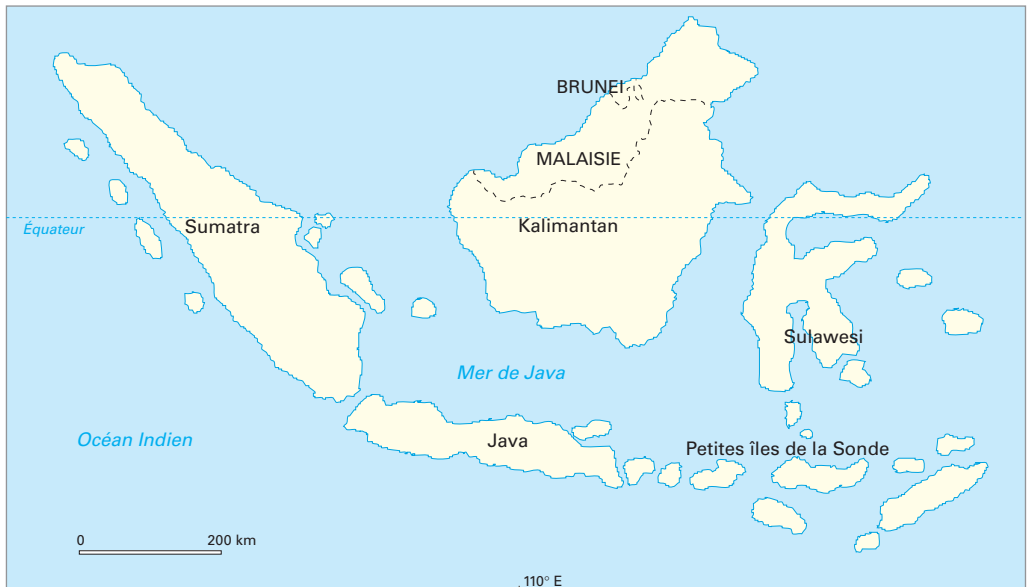 BRUNEI
MALAISIE
Équateur
Sumatra
Kalimantan
Sulawesi
Mer de Java
Océan Indien
Java
Petites îles de la Sonde
0 200 km
110° E